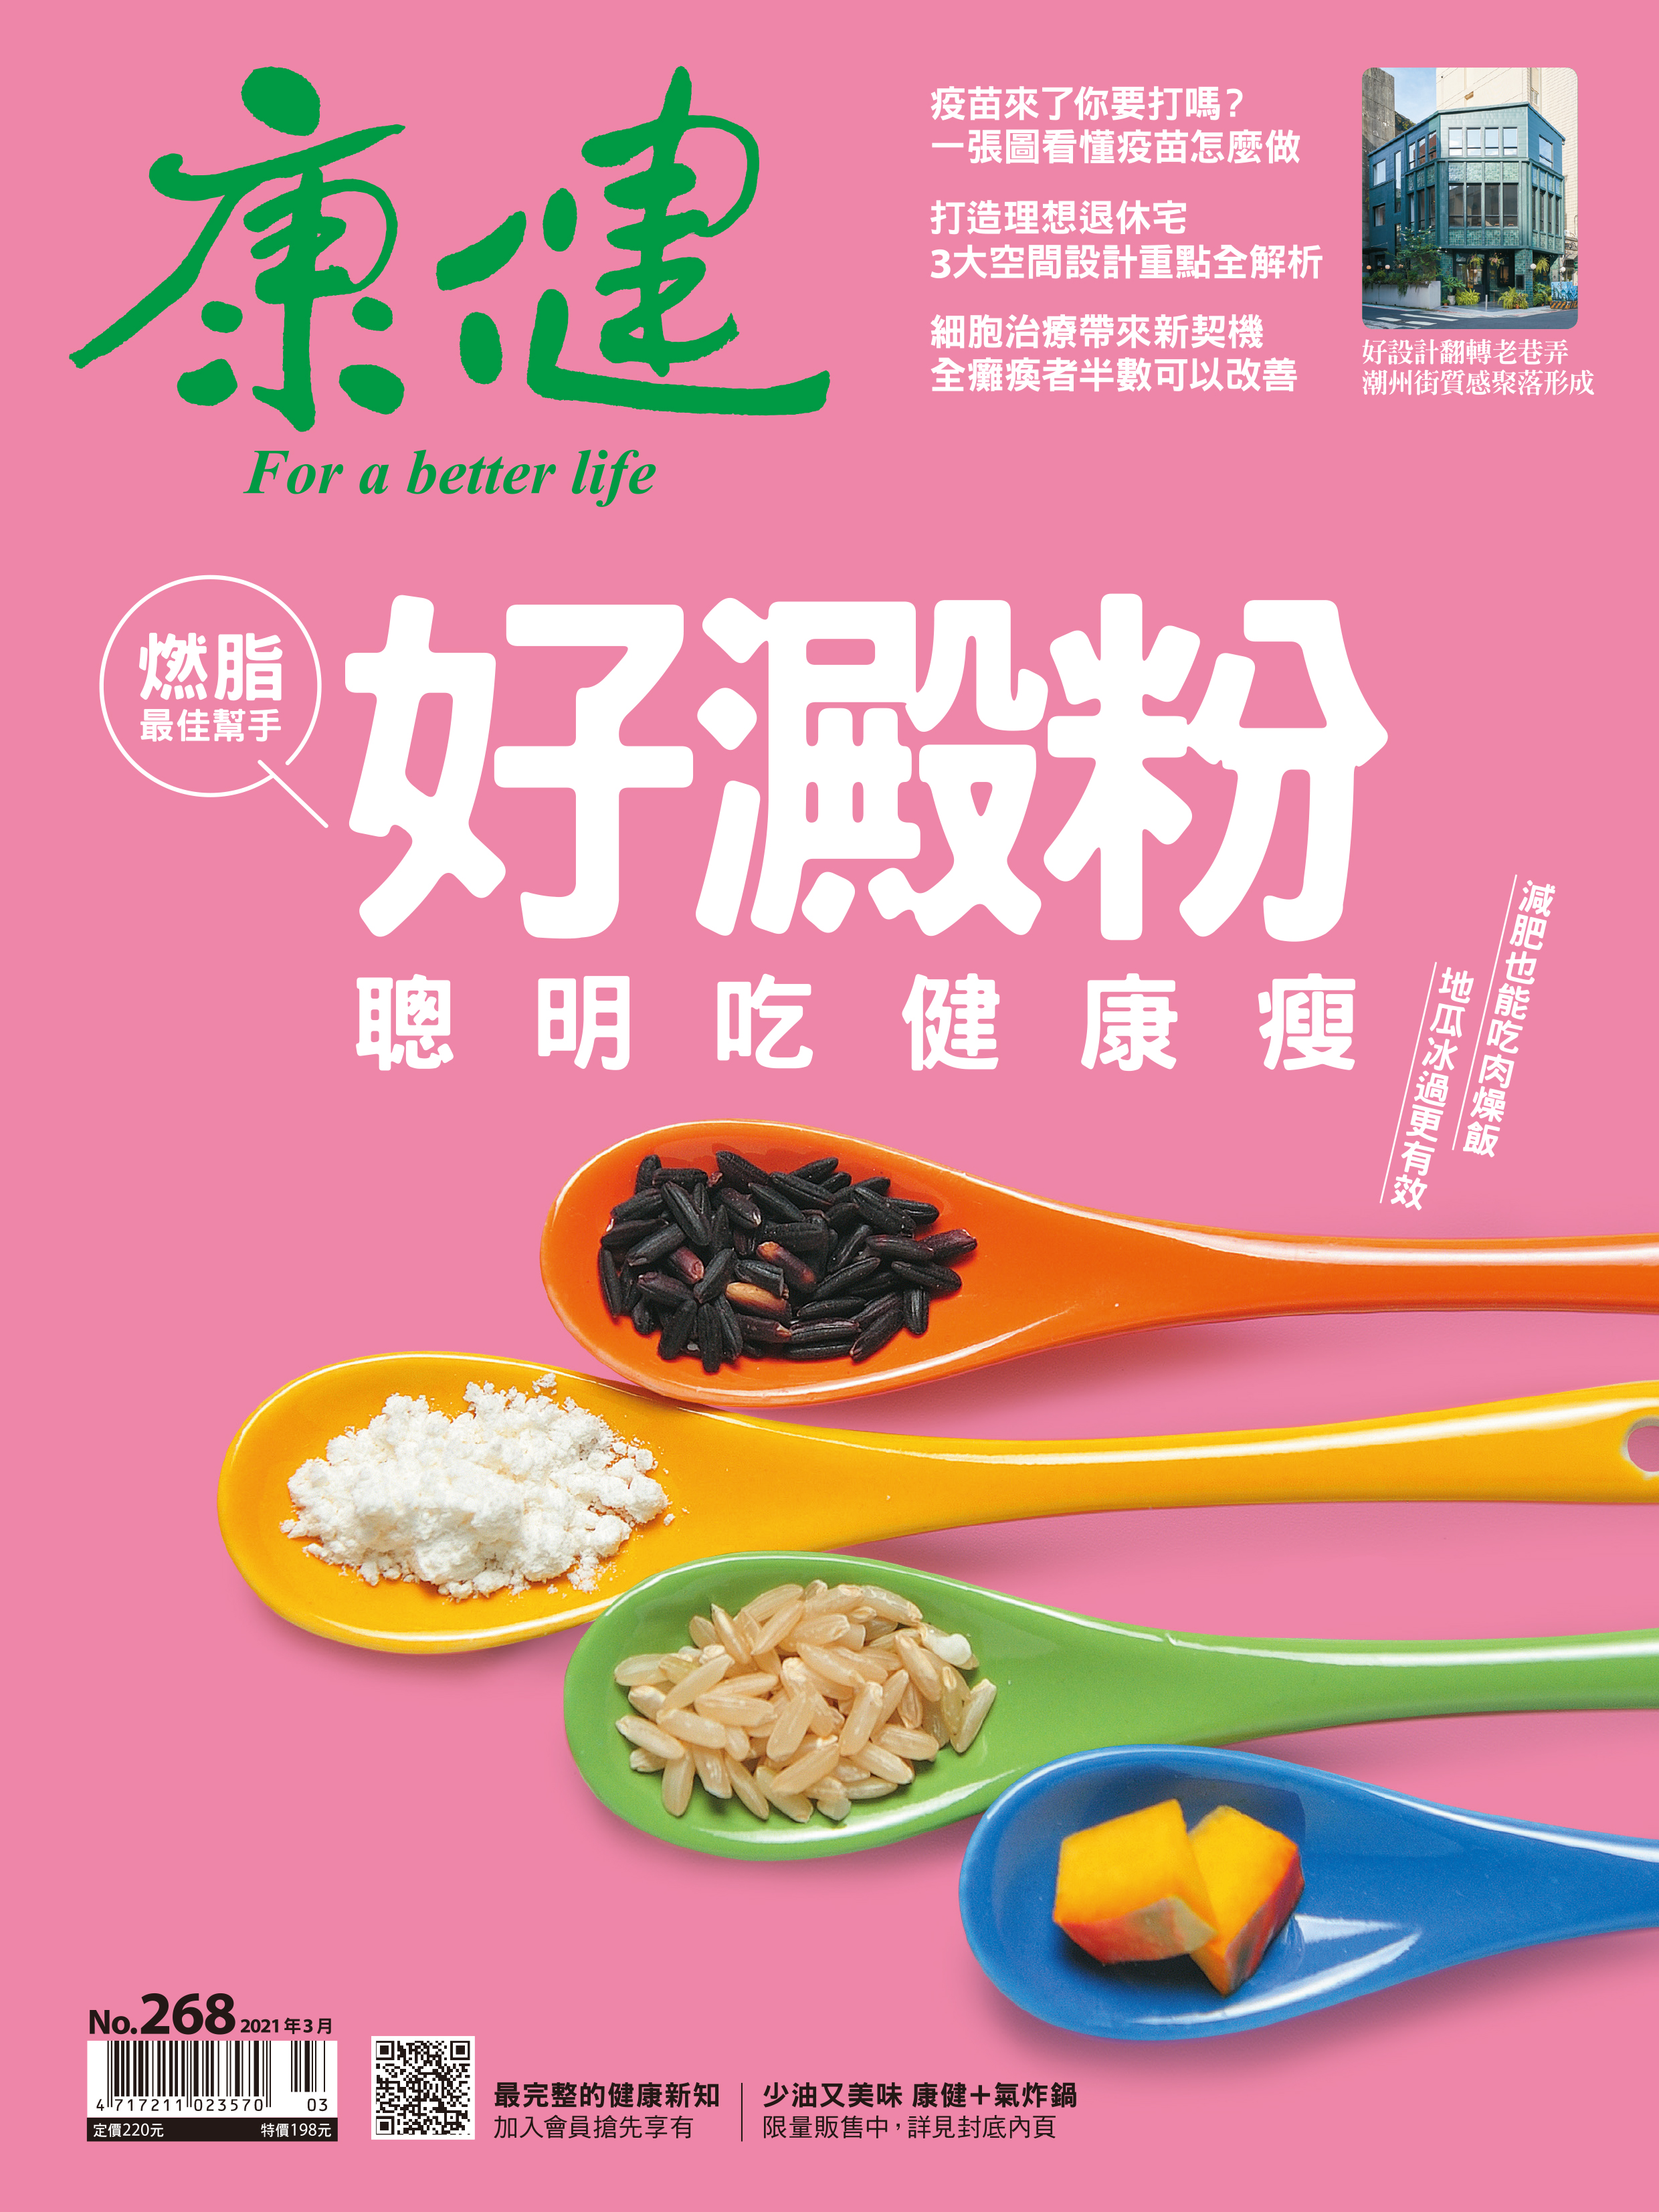 康健
For a better life
疫苗來了你要打嗎？
一張圖看懂疫苗怎麼做
打造理想退休宅
3大空間設計重點全解析
細胞治療帶來新契機
全癱瘓者半數可以改善
好設計翻轉老巷弄
潮州街質感聚落形成
燃脂
最佳幫手
好澱粉
聰明吃健康瘦
減肥也能吃肉燥飯
地瓜冰過更有效
No.268 2021年3月
4 717211 023570 03
定價220元 特價198元
最完整的健康新知
加入會員搶先享有
少油又美味 康健＋氣炸鍋
限量販售中，詳見封底內頁